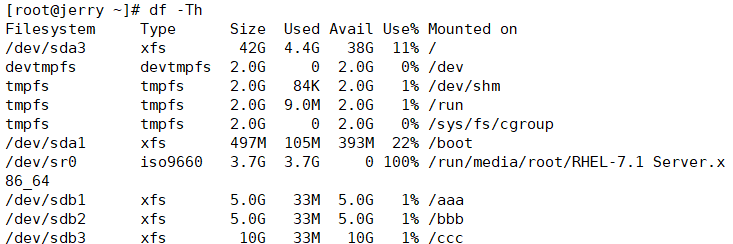 [root@jerry ~]# df -Th
Filesystem     Type      Size  Used Avail Use% Mounted on
/dev/sda3      xfs        42G  4.4G   38G  11% /
devtmpfs       devtmpfs  2.0G     0  2.0G   0% /dev
tmpfs          tmpfs     2.0G   84K  2.0G   1% /dev/shm
tmpfs          tmpfs     2.0G  9.0M  2.0G   1% /run
tmpfs          tmpfs     2.0G     0  2.0G   0% /sys/fs/cgroup
/dev/sda1      xfs       497M  105M  393M  22% /boot
/dev/sr0       iso9660   3.7G  3.7G     0 100% /run/media/root/RHEL-7.1 Server.x
86_64
/dev/sdb1      xfs       5.0G   33M  5.0G   1% /aaa
/dev/sdb2      xfs       5.0G   33M  5.0G   1% /bbb
/dev/sdb3      xfs        10G   33M   10G   1% /ccc